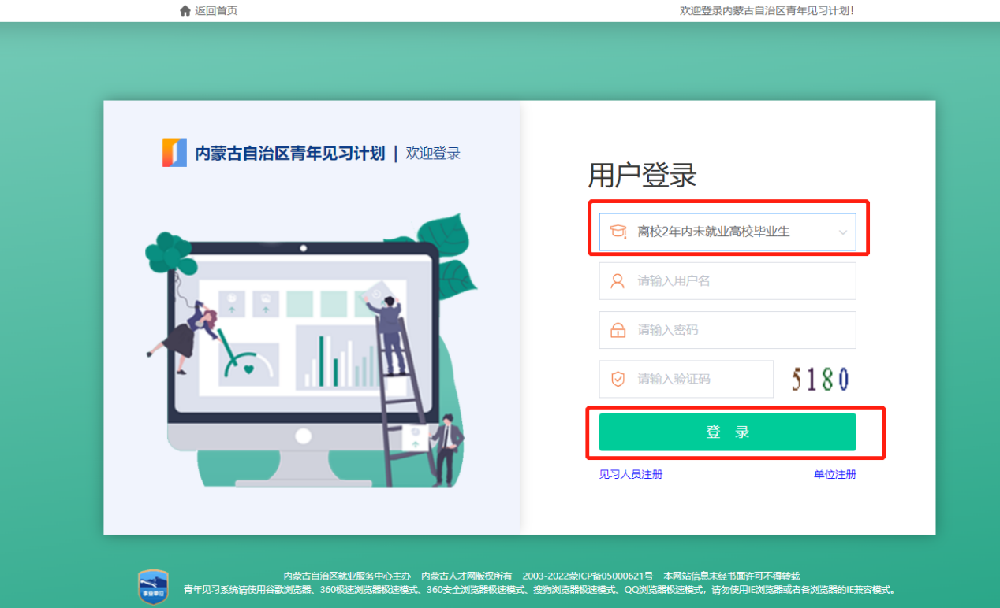 返回首页
欢迎登录内蒙古自治区青年见习计划！
内蒙古自治区青年见习计划 | 欢迎登录
用户登录
离校2年内未就业高校毕业生
请输入用户名
请输入密码
请输入验证码 5180
登 录
见习人员注册 单位注册
内蒙古自治区就业服务中心主办 内蒙古人才网版权所有 2003-2022蒙ICP备05000621号 本网站信息未经书面许可不得转载
青年见习系统请使用谷歌浏览器、360极速浏览器极速模式、360安全浏览器极速模式、搜狗浏览器极速模式、QQ浏览器极速模式，请勿使用IE浏览器或者各浏览器的IE兼容模式。
事业单位